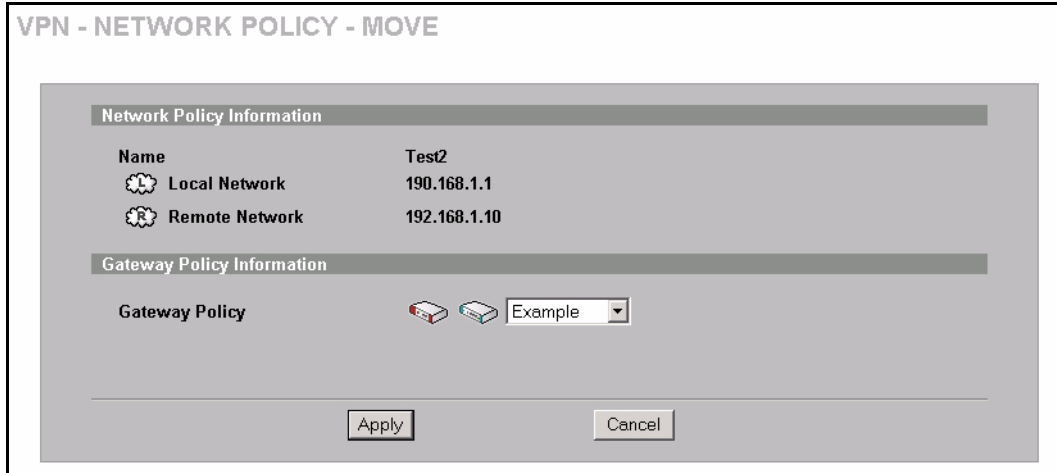 VPN - NETWORK POLICY - MOVE
Network Policy Information
Name Test2
L Local Network 190.168.1.1
R Remote Network 192.168.1.10
Gateway Policy Information
Gateway Policy Example
Apply Cancel